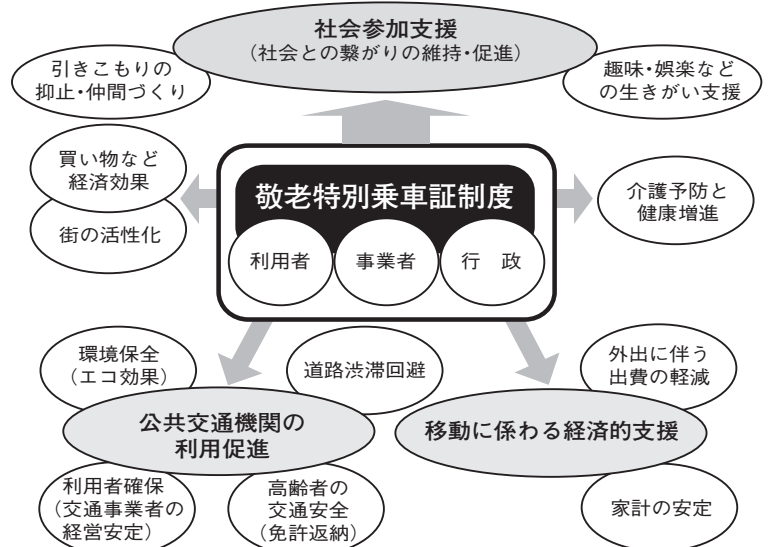 社会参加支援
（社会との繋がりの維持・促進）
引きこもりの
抑止・仲間づくり
趣味・娯楽など
の生きがい支援
買い物など
経済効果
街の活性化
敬老特別乗車証制度
利用者
事業者
行　政
介護予防と
健康増進
環境保全
（エコ効果）
道路渋滞回避
公共交通機関の
利用促進
利用者確保
（交通事業者の
経営安定）
高齢者の
交通安全
（免許返納）
外出に伴う
出費の軽減
移動に係わる経済的支援
家計の安定